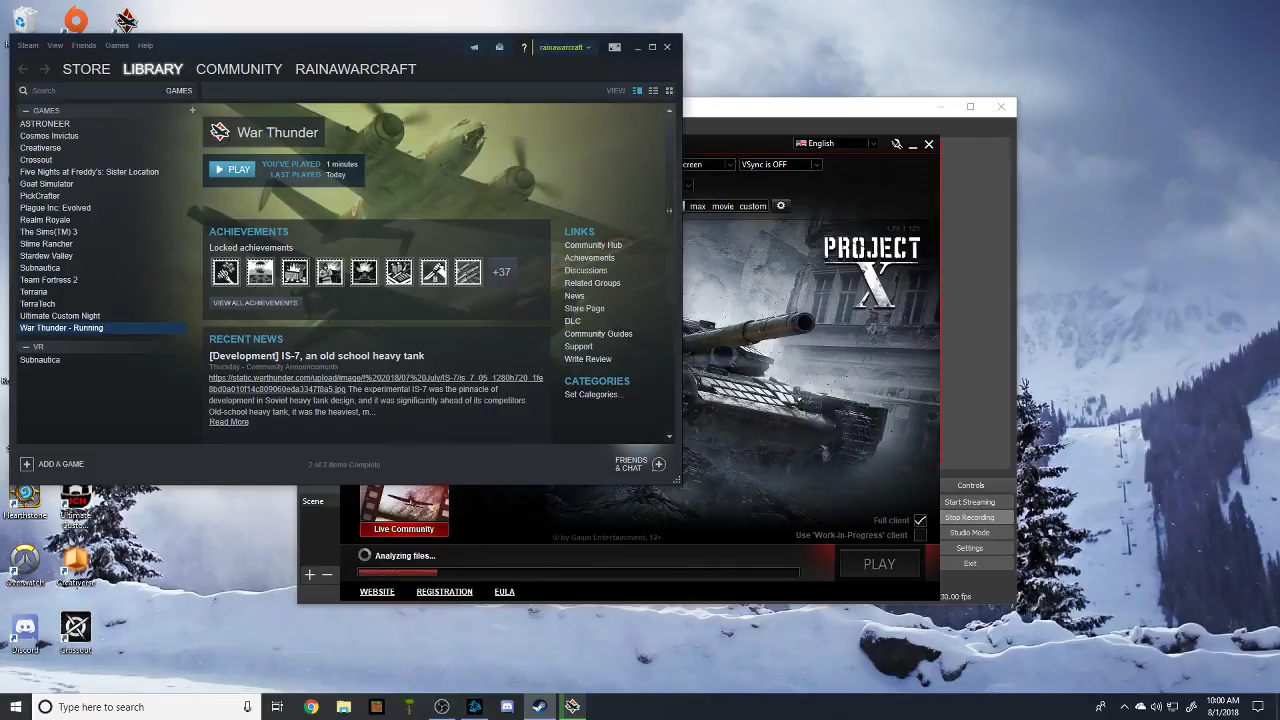 Steam View Friends Games Help
rainawarcraft
STORE LIBRARY COMMUNITY RAINAWARCRAFT
Search GAMES VIEW
GAMES
ASTRONEER
Cosmos Invictus
Creativerse
Crossout
Five Nights at Freddy's: Sister Location
Goat Simulator
PickCrafter
Plague Inc: Evolved
Realm Royale
The Sims(TM) 3
Slime Rancher
Stardew Valley
Subnautica
Team Fortress 2
Terraria
TerraTech
Ultimate Custom Night
War Thunder - Running
VR
Subnautica
ADD A GAME
War Thunder
PLAY
YOU'VE PLAYED 1 minutes
LAST PLAYED Today
ACHIEVEMENTS
Locked achievements
+37
VIEW ALL ACHIEVEMENTS
RECENT NEWS
[Development] IS-7, an old school heavy tank
Thursday - Community Announcements
development in Soviet heavy tank design, and it was significantly ahead of its competitors.
Old-school heavy tank, it was the heaviest, m...
Read More
LINKS
Community Hub
Achievements
Discussions
Related Groups
News
Store Page
DLC
Community Guides
Support
Write Review
CATEGORIES
Set Categories...
2 of 2 Items Complete
FRIENDS
& CHAT
English
VSync is OFF
max movie custom
PROJECT
X
Live Community
Full client
Use 'Work-in-Progress' client
© by Gaijin Entertainment, 12+
Analyzing files...
PLAY
WEBSITE REGISTRATION EULA
Scene
Controls
Start Streaming
Stop Recording
Studio Mode
Settings
Exit
30.00 fps
Hearthstone
Overwatch
Creativerse
Discord
Crossout
Type here to search
10:00 AM
8/1/2018